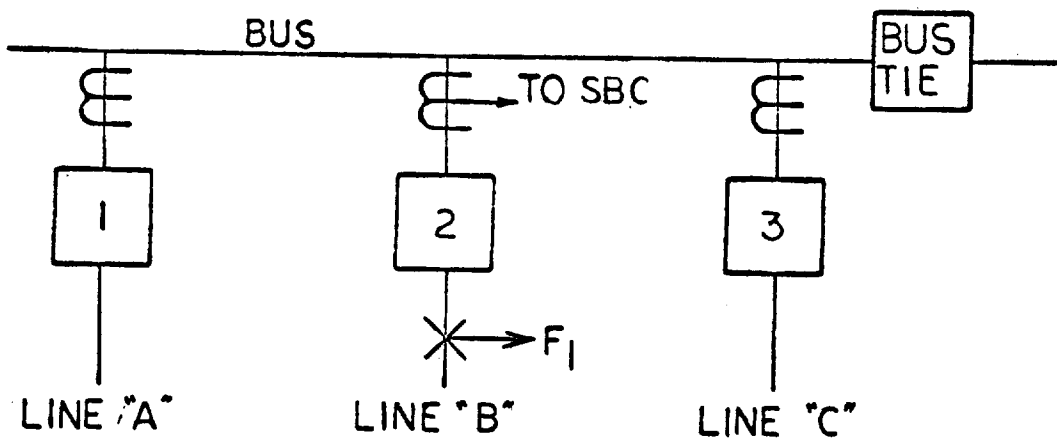 BUS
BUS TIE
TO SBC
1
2
3
F1
LINE "A"
LINE "B"
LINE "C"